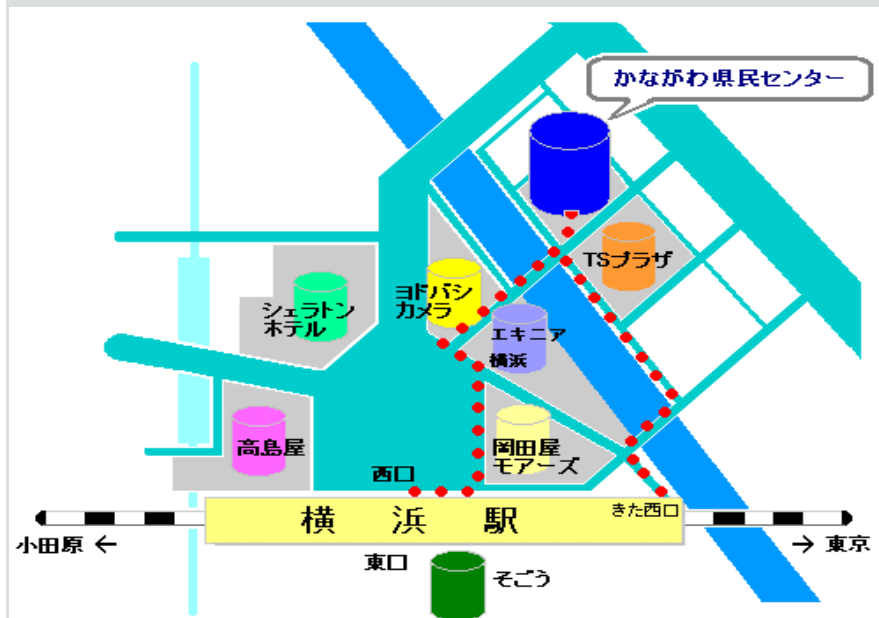 かながわ県民センター
TSプラザ
ヨドバシ
カメラ
シェラトン
ホテル
エキニア
横浜
高島屋
岡田屋
モアーズ
西口
きた西口
横浜駅
小田原 ←
→ 東京
東口
そごう